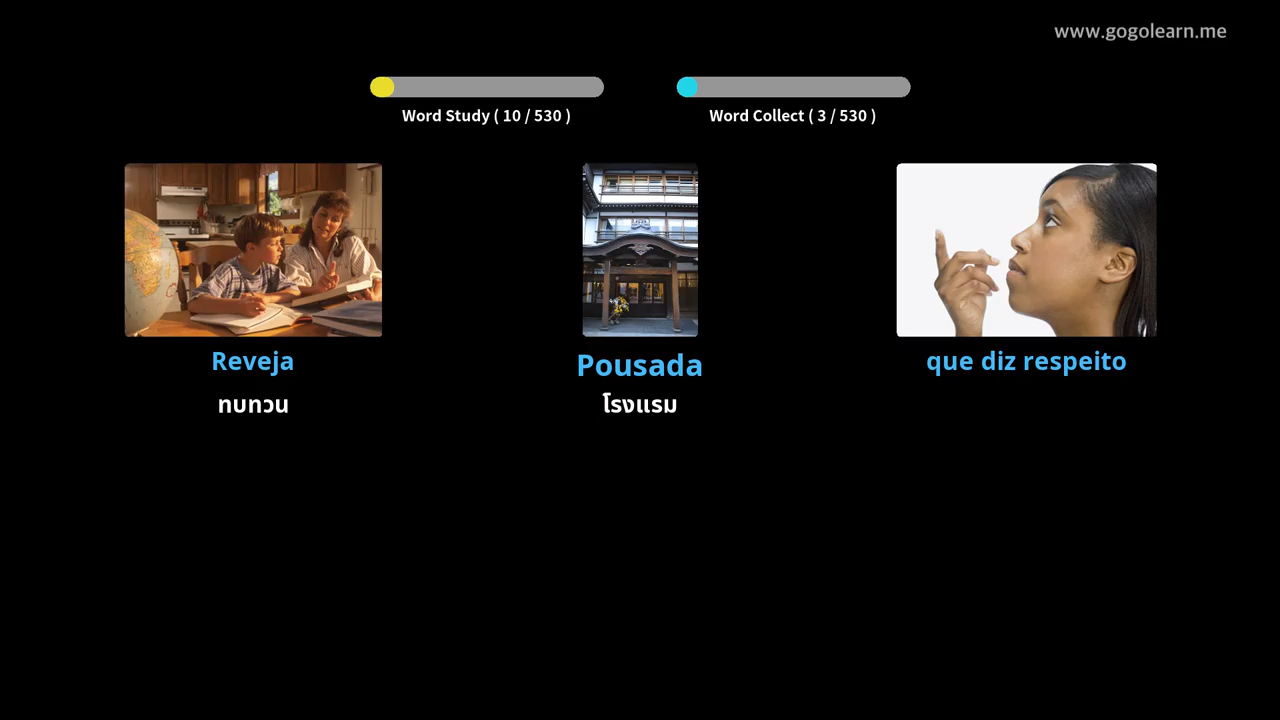 www.gogolearn.me
Word Study ( 10 / 530 )
Word Collect ( 3 / 530 )
Reveja
ทบทวน
Pousada
โรงแรม
que diz respeito